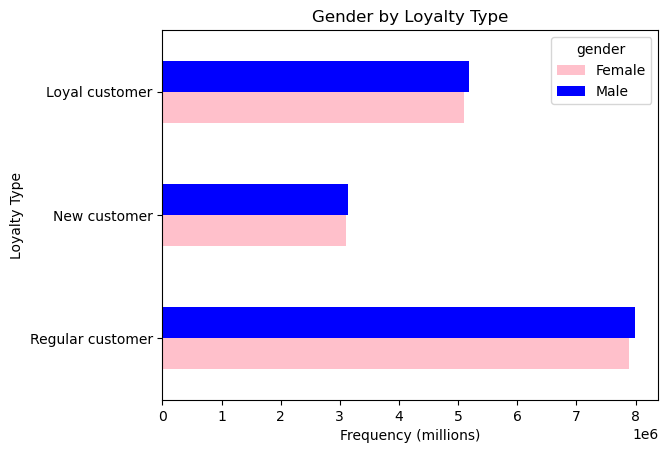 Gender by Loyalty Type
gender
Female
Male
Loyalty Type
Loyal customer
New customer
Regular customer
0 1 2 3 4 5 6 7 8
1e6
Frequency (millions)